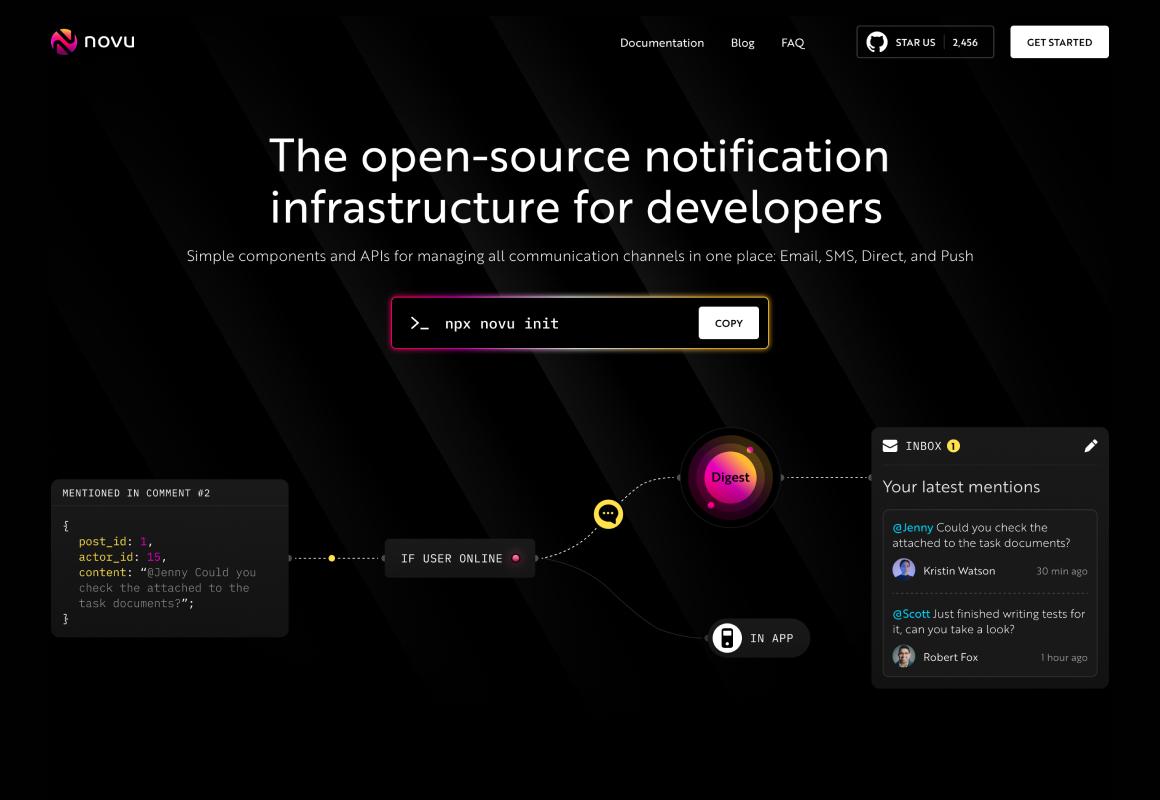 novu
Documentation
Blog
FAQ
STAR US 2,456
GET STARTED
The open-source notification
infrastructure for developers
Simple components and APIs for managing all communication channels in one place: Email, SMS, Direct, and Push
>_ npx novu init
COPY
MENTIONED IN COMMENT #2
{
post_id: 1,
actor_id: 15,
content: “@Jenny Could you
check the attached to the
task documents?”;
}
IF USER ONLINE
Digest
IN APP
INBOX 1
Your latest mentions
@Jenny Could you check the
attached to the task documents?
Kristin Watson 30 min ago
@Scott Just finished writing tests for
it, can you take a look?
Robert Fox 1 hour ago